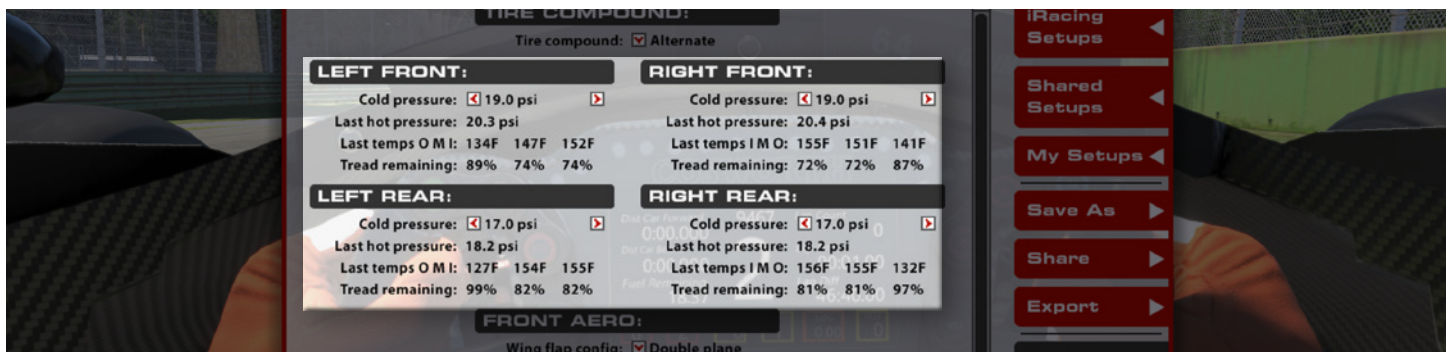 TIRE COMPOUND:
Tire compound: Alternate
LEFT FRONT:
Cold pressure: 19.0 psi
Last hot pressure: 20.3 psi
Last temps O M I: 134F 147F 152F
Tread remaining: 89% 74% 74%
RIGHT FRONT:
Cold pressure: 19.0 psi
Last hot pressure: 20.4 psi
Last temps I M O: 155F 151F 141F
Tread remaining: 72% 72% 87%
LEFT REAR:
Cold pressure: 17.0 psi
Last hot pressure: 18.2 psi
Last temps O M I: 127F 154F 155F
Tread remaining: 99% 82% 82%
RIGHT REAR:
Cold pressure: 17.0 psi
Last hot pressure: 18.2 psi
Last temps I M O: 156F 155F 132F
Tread remaining: 81% 81% 97%
FRONT AERO:
Wing flap config: Double plane
iRacing
Setups
Shared
Setups
My Setups
Save As
Share
Export